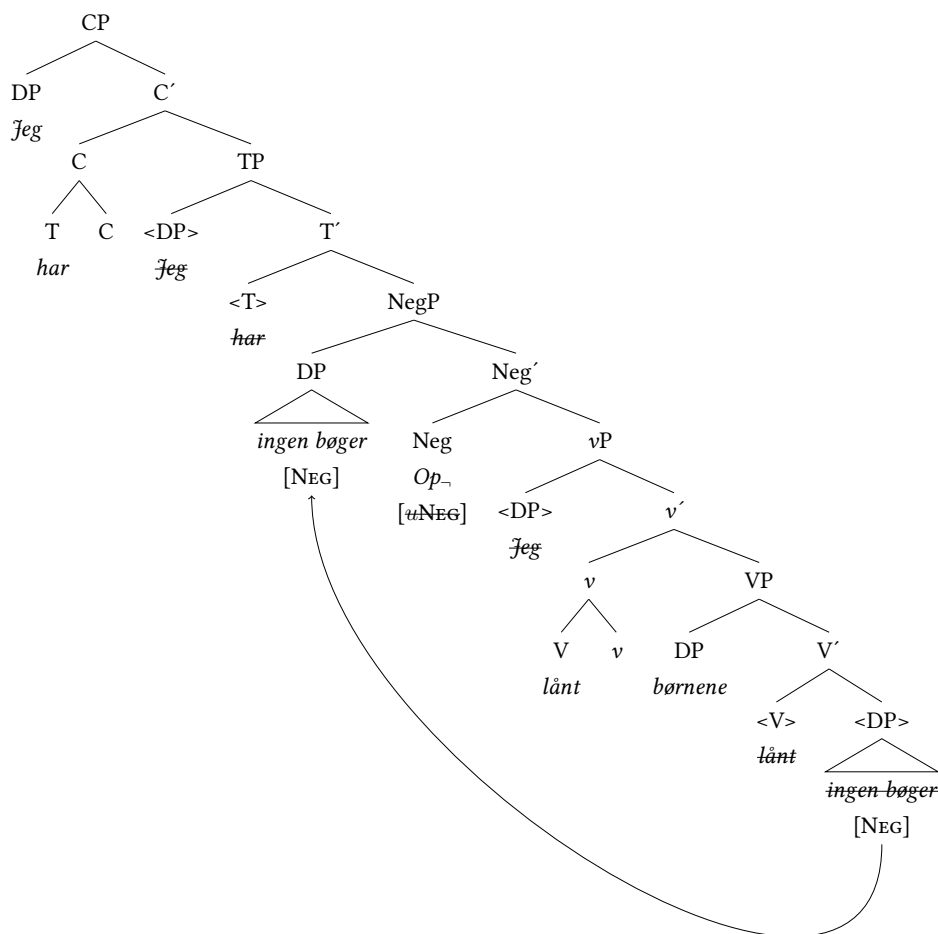 CP
DP C´
Jeg
C TP
T C <DP> T´
har Jeg
<T> NegP
har
DP Neg´
ingen bøger Neg vP
[NEG] Op¬
[uNEG] <DP> v´
Jeg
v VP
V v DP V´
lånt børnene
<V> <DP>
lånt
ingen bøger
[NEG]